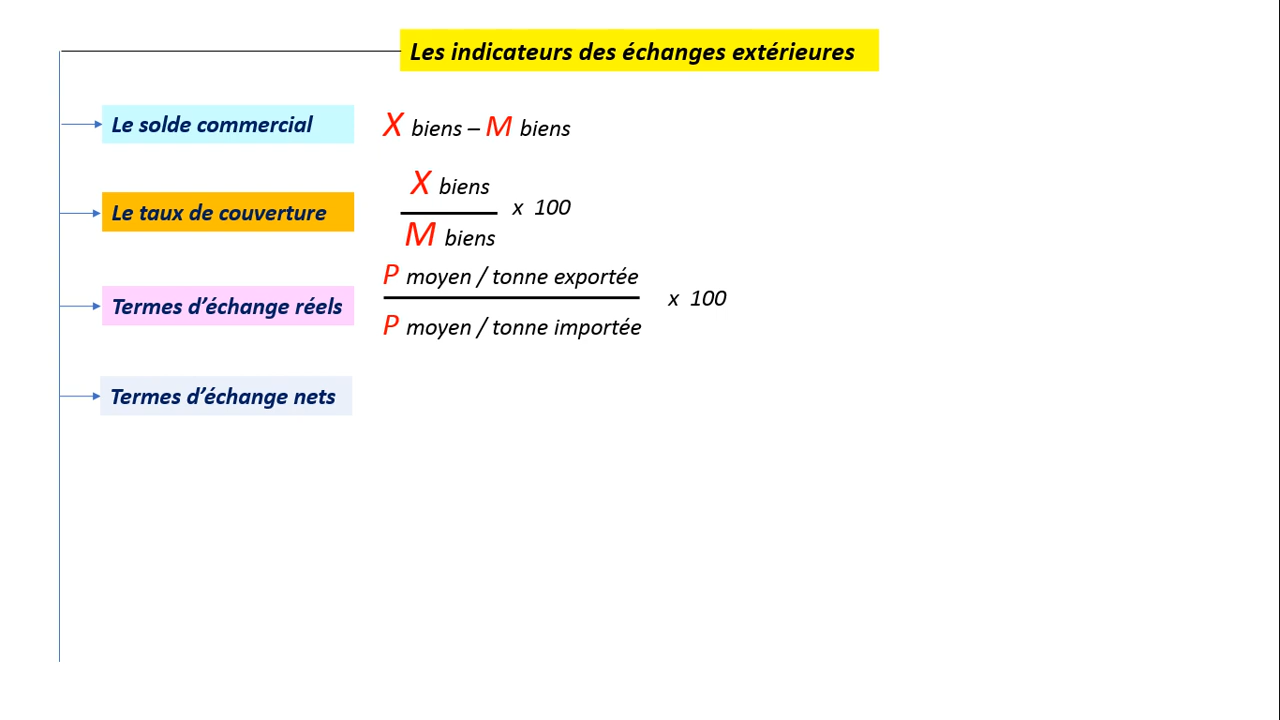 Les indicateurs des échanges extérieures
Le solde commercial
X biens – M biens
Le taux de couverture
X biens
M biens
x 100
Termes d’échange réels
P moyen / tonne exportée
P moyen / tonne importée
x 100
Termes d’échange nets